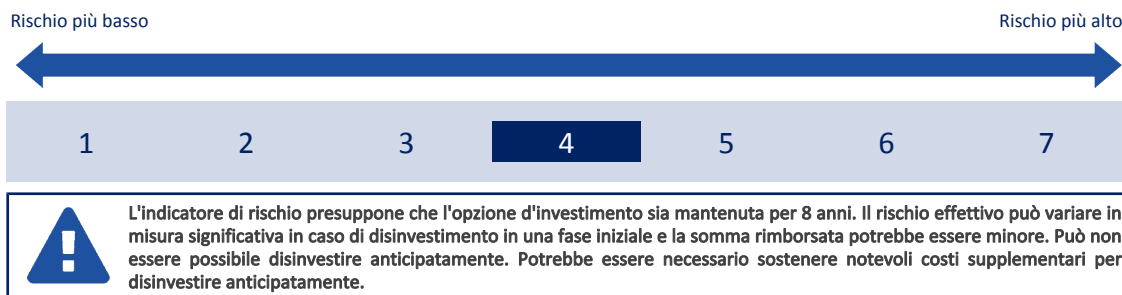 Rischio più basso Rischio più alto
1 2 3 4 5 6 7
L'indicatore di rischio presuppone che l'opzione d'investimento sia mantenuta per 8 anni. Il rischio effettivo può variare in
misura significativa in caso di disinvestimento in una fase iniziale e la somma rimborsata potrebbe essere minore. Può non
essere possibile disinvestire anticipatamente. Potrebbe essere necessario sostenere notevoli costi supplementari per
disinvestire anticipatamente.